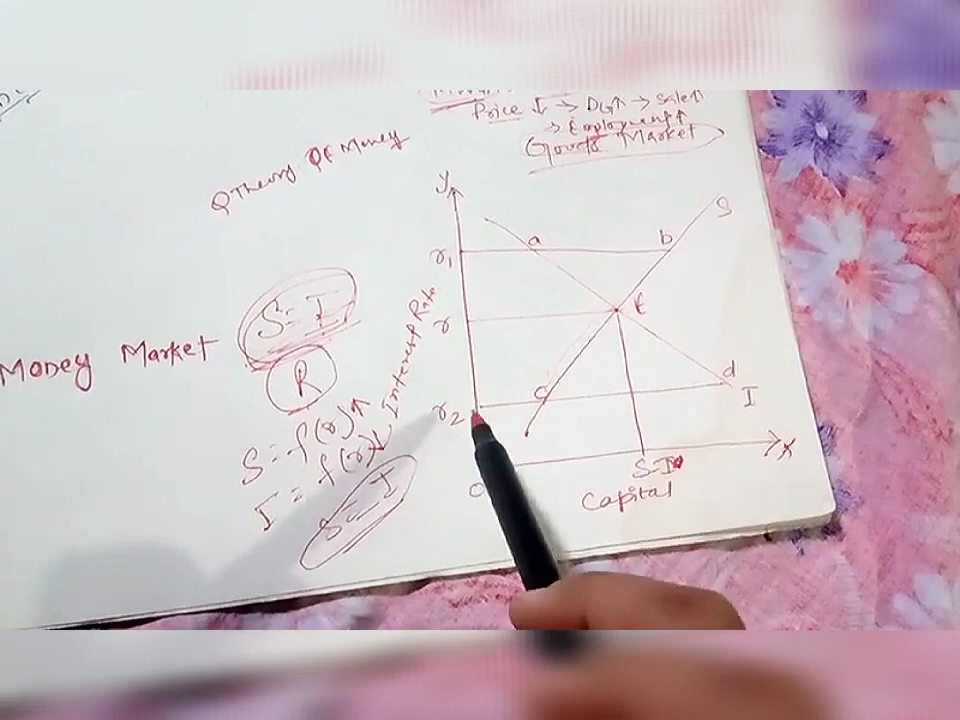 Price ↓ → DG↑ → Sale↑
→ Employment↑
Goods Market
Q Theory Of Money
Money Market
S = I
R
S = f(r)↑
I = f(r)↓
S = I
Interest Rate
y
r₁
r
r₂
O
a
b
S
E
c
d
I
S=I
X
Capital